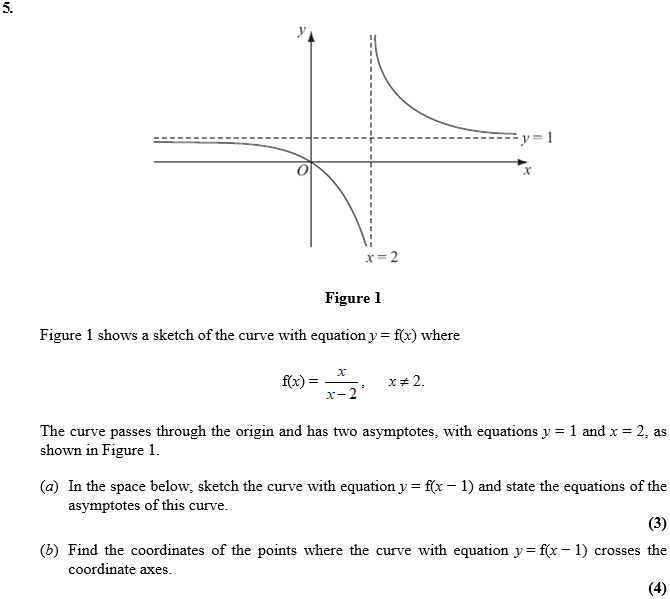 5.
y
y = 1
O
x
x = 2
Figure 1
Figure 1 shows a sketch of the curve with equation y = f(x) where
f(x) = x/(x − 2), x ≠ 2.
The curve passes through the origin and has two asymptotes, with equations y = 1 and x = 2, as
shown in Figure 1.
(a) In the space below, sketch the curve with equation y = f(x − 1) and state the equations of the
asymptotes of this curve.
(3)
(b) Find the coordinates of the points where the curve with equation y = f(x − 1) crosses the
coordinate axes.
(4)